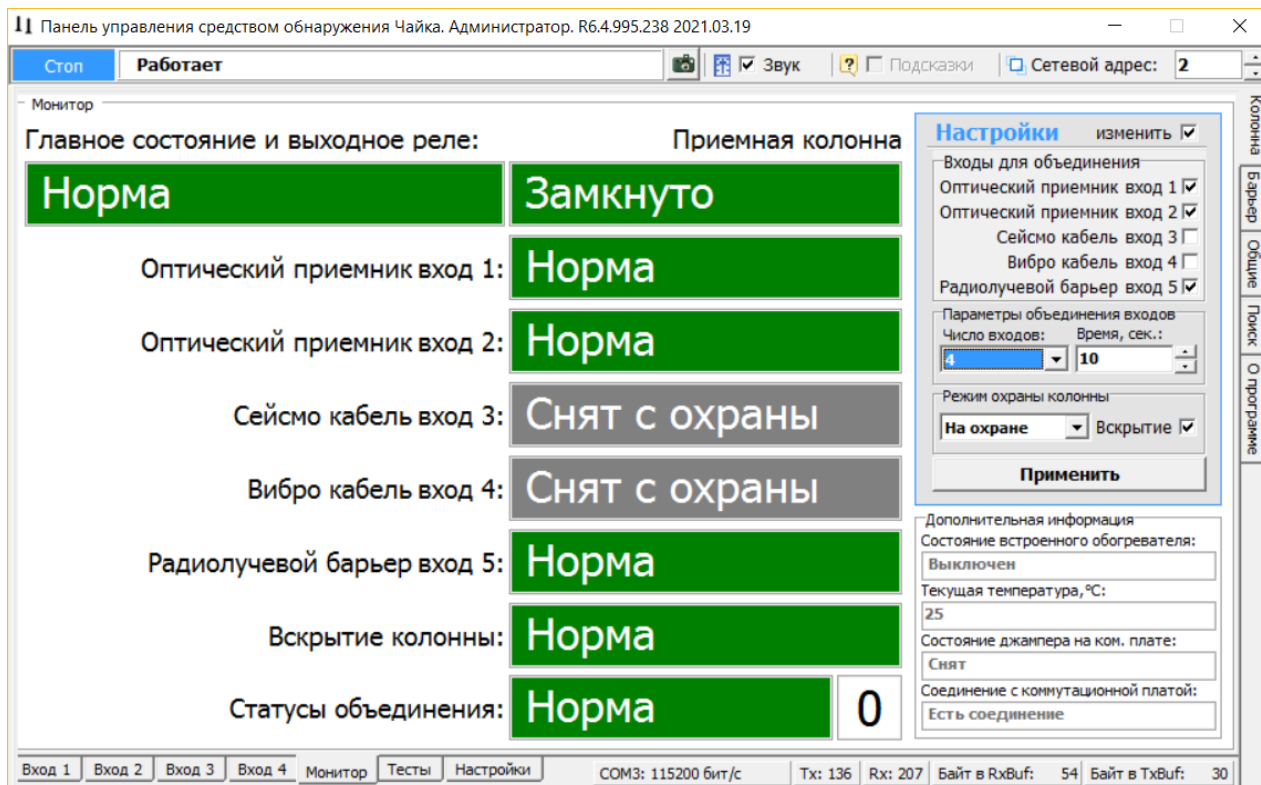 Панель управления средством обнаружения Чайка. Администратор. R6.4.995.238 2021.03.19
Стоп Работает Звук Подсказки Сетевой адрес: 2
Монитор
Главное состояние и выходное реле: Приемная колонна
Норма Замкнуто
Оптический приемник вход 1: Норма
Оптический приемник вход 2: Норма
Сейсмо кабель вход 3: Снят с охраны
Вибро кабель вход 4: Снят с охраны
Радиолучевой барьер вход 5: Норма
Вскрытие колонны: Норма
Статусы объединения: Норма 0
Настройки изменить
Входы для объединения
Оптический приемник вход 1
Оптический приемник вход 2
Сейсмо кабель вход 3
Вибро кабель вход 4
Радиолучевой барьер вход 5
Параметры объединения входов
Число входов: Время, сек.:
4 10
Режим охраны колонны
На охране Вскрытие
Применить
Дополнительная информация
Состояние встроенного обогревателя:
Выключен
Текущая температура,°С:
25
Состояние джампера на ком. плате:
Снят
Соединение с коммутационной платой:
Есть соединение
Колонна
Барьер
Общие
Поиск
О программе
Вход 1 Вход 2 Вход 3 Вход 4 Монитор Тесты Настройки
COM3: 115200 бит/с Tx: 136 Rx: 207 Байт в RxBuf: 54 Байт в TxBuf: 30